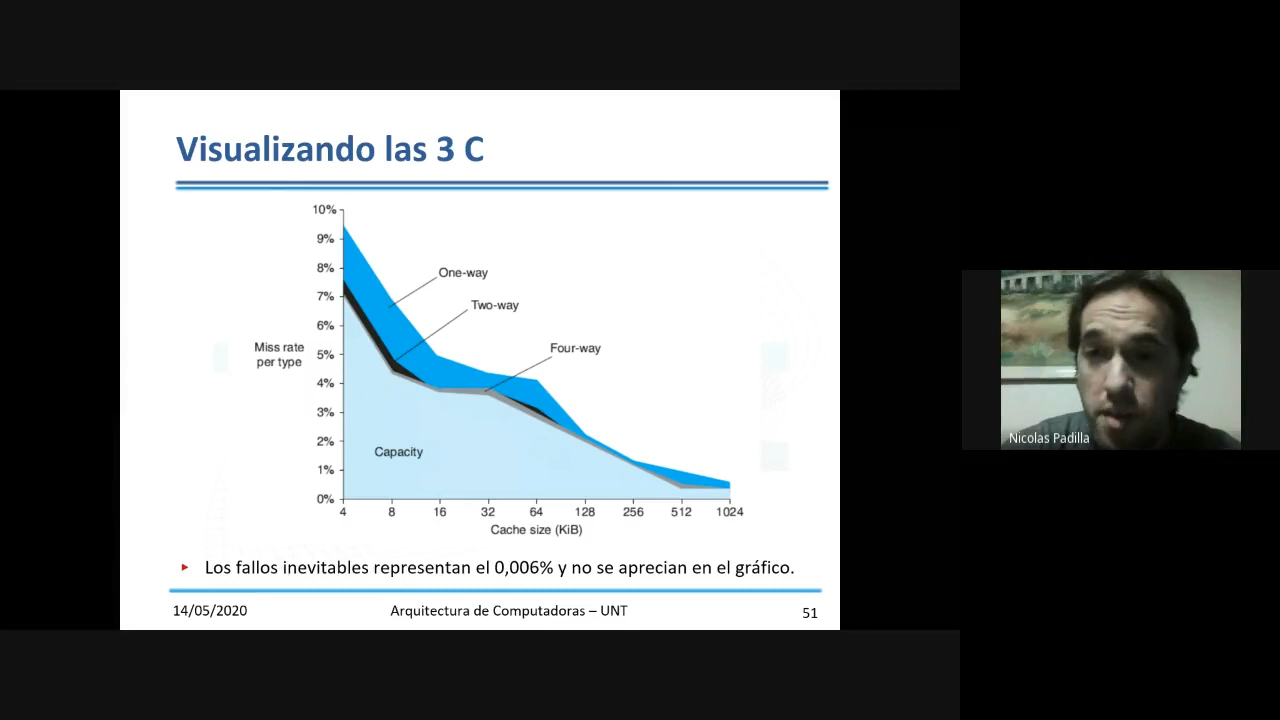 Visualizando las 3 C
10%
9%
8%
7%
6%
5%
4%
3%
2%
1%
0%
Miss rate
per type
One-way
Two-way
Four-way
Capacity
4 8 16 32 64 128 256 512 1024
Cache size (KiB)
Los fallos inevitables representan el 0,006% y no se aprecian en el gráfico.
14/05/2020 Arquitectura de Computadoras – UNT 51
Nicolas Padilla